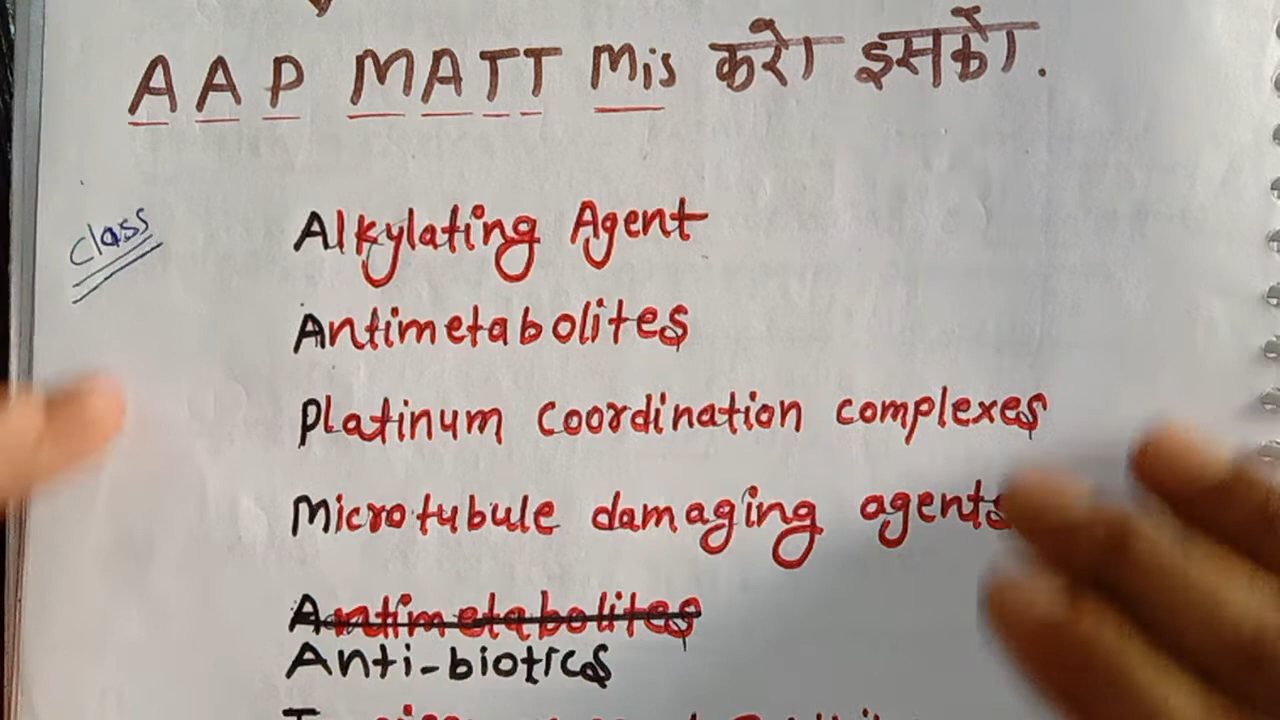 AAP MATT Mis करो इसको.
class
Alkylating Agent
Antimetabolites
Platinum Coordination complexes
Microtubule damaging agents
Antimetabolites
Anti-biotics